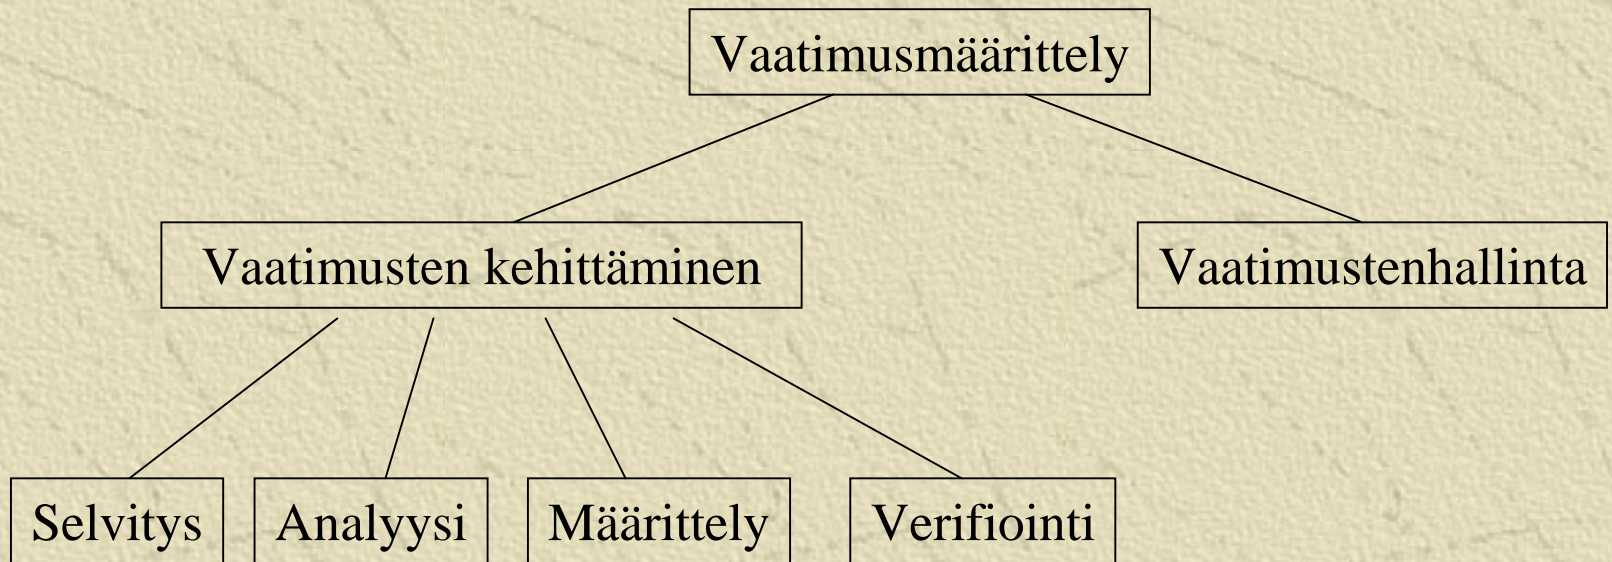 Vaatimusmäärittely
Vaatimusten kehittäminen
Vaatimustenhallinta
Selvitys
Analyysi
Määrittely
Verifiointi